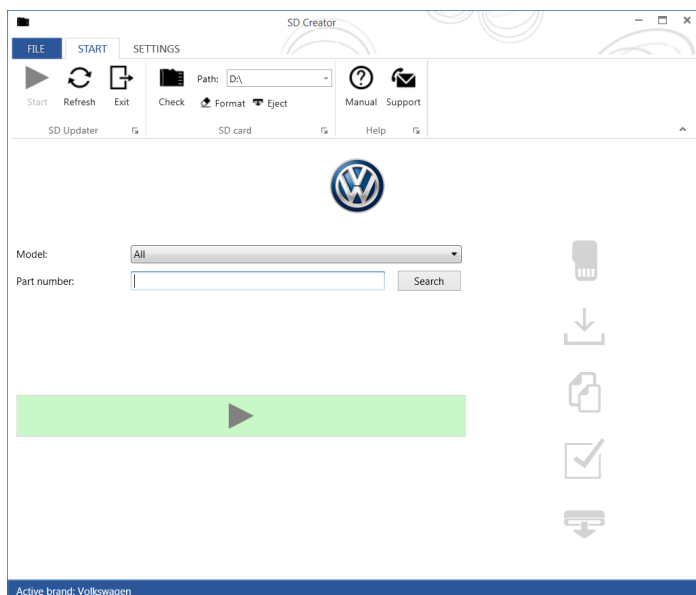 SD Creator
FILE START SETTINGS
Path: D:\
Start Refresh Exit Check Format Eject Manual Support
SD Updater SD card Help
Model: All
Part number: Search
Active brand: Volkswagen